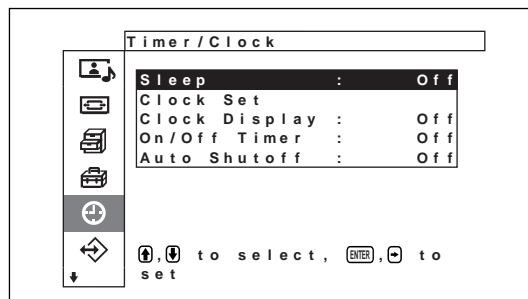 Timer/Clock
Sleep : Off
Clock Set
Clock Display : Off
On/Off Timer : Off
Auto Shutoff : Off
↑,↓ to select, ENTER,→ to
set